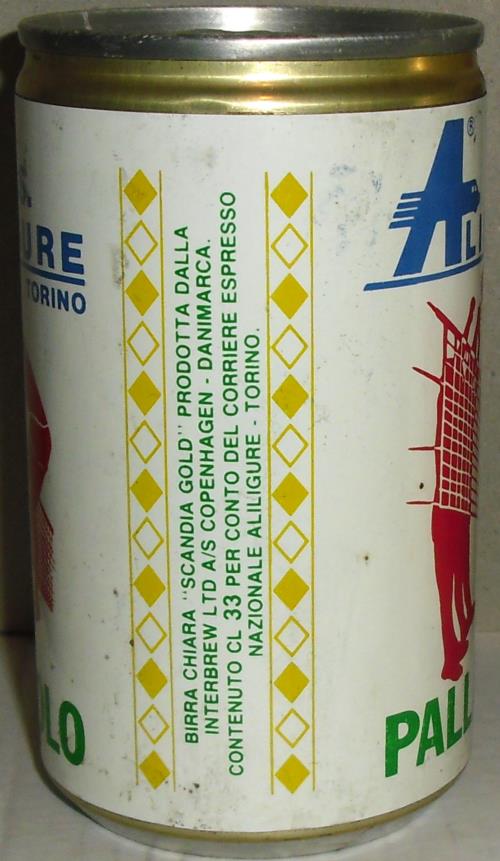 URE
TORINO
LO
BIRRA CHIARA "SCANDIA GOLD" PRODOTTA DALLA
INTERBREW LTD A/S COPENHAGEN - DANIMARCA.
CONTENUTO CL 33 PER CONTO DEL CORRIERE ESPRESSO
NAZIONALE ALILIGURE - TORINO.
ALI
®
PALL